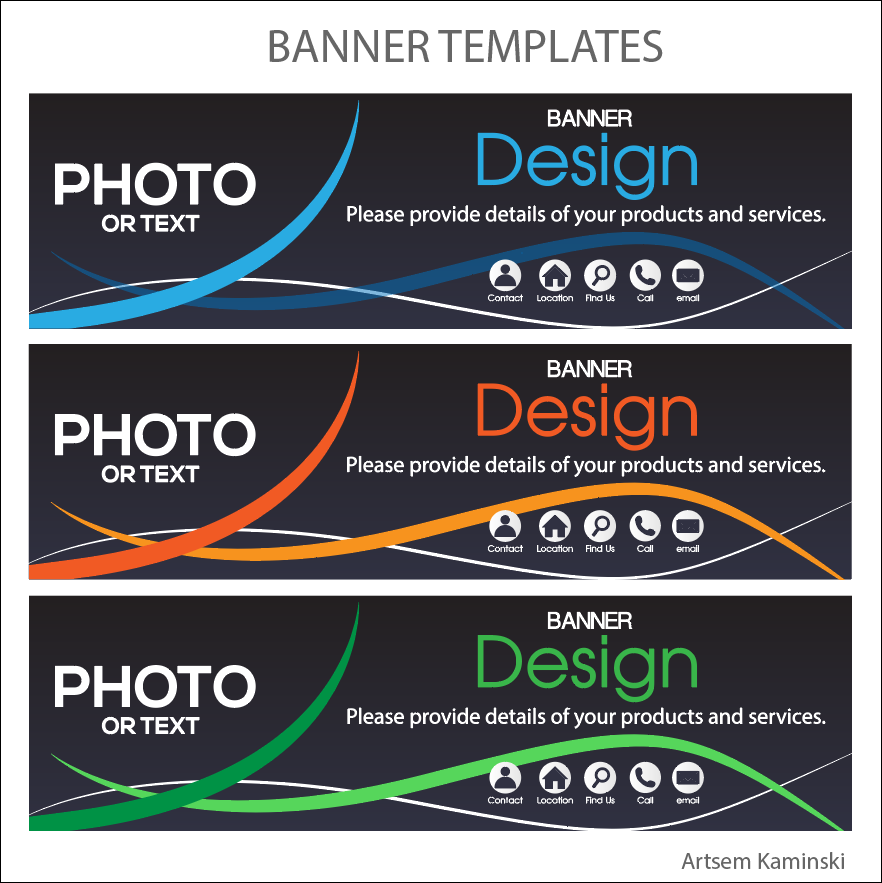 BANNER TEMPLATES
PHOTO
OR TEXT
BANNER
Design
Please provide details of your products and services.
Contact Location Find Us Call email
PHOTO
OR TEXT
BANNER
Design
Please provide details of your products and services.
Contact Location Find Us Call email
PHOTO
OR TEXT
BANNER
Design
Please provide details of your products and services.
Contact Location Find Us Call email
Artsem Kaminski